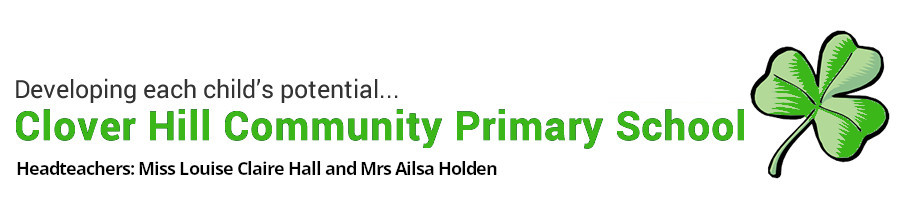 Developing each child’s potential...
Clover Hill Community Primary School
Headteachers: Miss Louise Claire Hall and Mrs Ailsa Holden